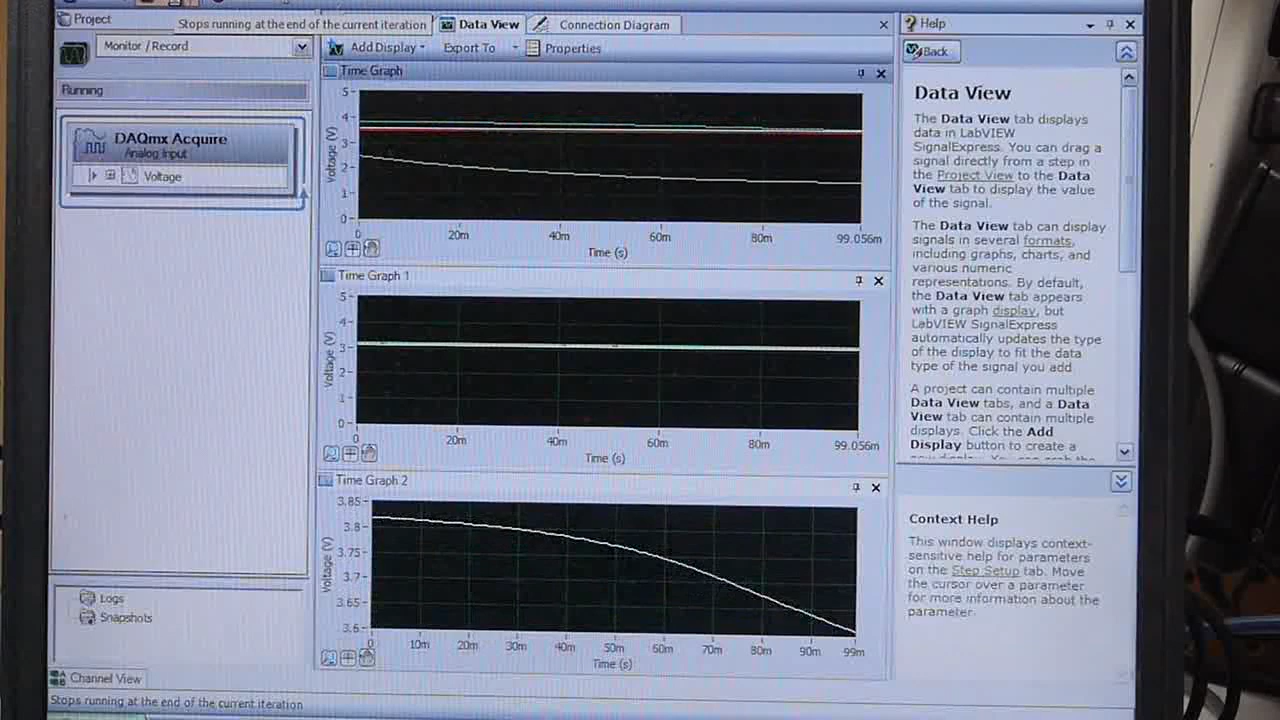 Project
Stops running at the end of the current iteration
Data View
Connection Diagram
Help
Monitor / Record
Add Display
Export To
Properties
Back
Running
Time Graph
DAQmx Acquire
Analog Input
Voltage
Voltage (V)
5
4
3
2
1
0
0
20m
40m
60m
80m
99.056m
Time (s)
Time Graph 1
Voltage (V)
5
4
3
2
1
0
0
20m
40m
60m
80m
99.056m
Time (s)
Time Graph 2
Voltage (V)
3.85
3.8
3.75
3.7
3.65
3.6
0
10m
20m
30m
40m
50m
60m
70m
80m
90m
99m
Time (s)
Data View
The Data View tab displays
data in LabVIEW
SignalExpress. You can drag a
signal directly from a step in
the Project View to the Data
View tab to display the value
of the signal.
The Data View tab can display
signals in several formats,
including graphs, charts, and
various numeric
representations. By default,
the Data View tab appears
with a graph display, but
LabVIEW SignalExpress
automatically updates the type
of the display to fit the data
type of the signal you add
A project can contain multiple
Data View tabs, and a Data
View tab can contain multiple
displays. Click the Add
Display button to create a
Context Help
This window displays context-
sensitive help for parameters
on the Step Setup tab. Move
the cursor over a parameter
for more information about the
parameter.
Logs
Snapshots
Channel View
Stops running at the end of the current iteration